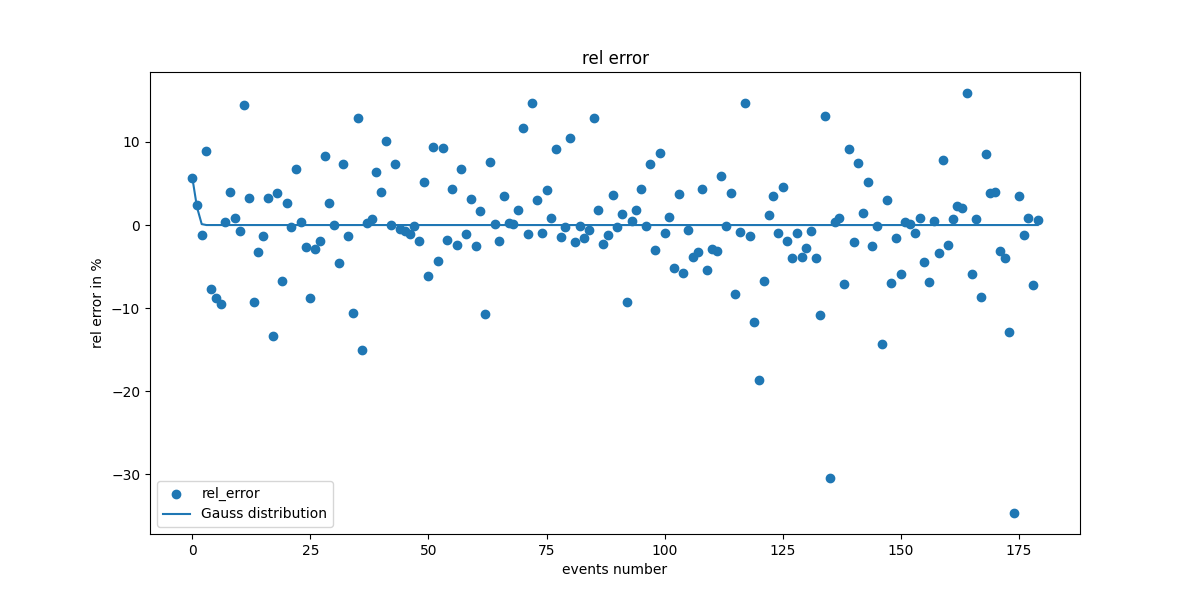 rel error
rel error in %
10
0
−10
−20
−30
rel_error
Gauss distribution
0
25
50
75
100
125
150
175
events number